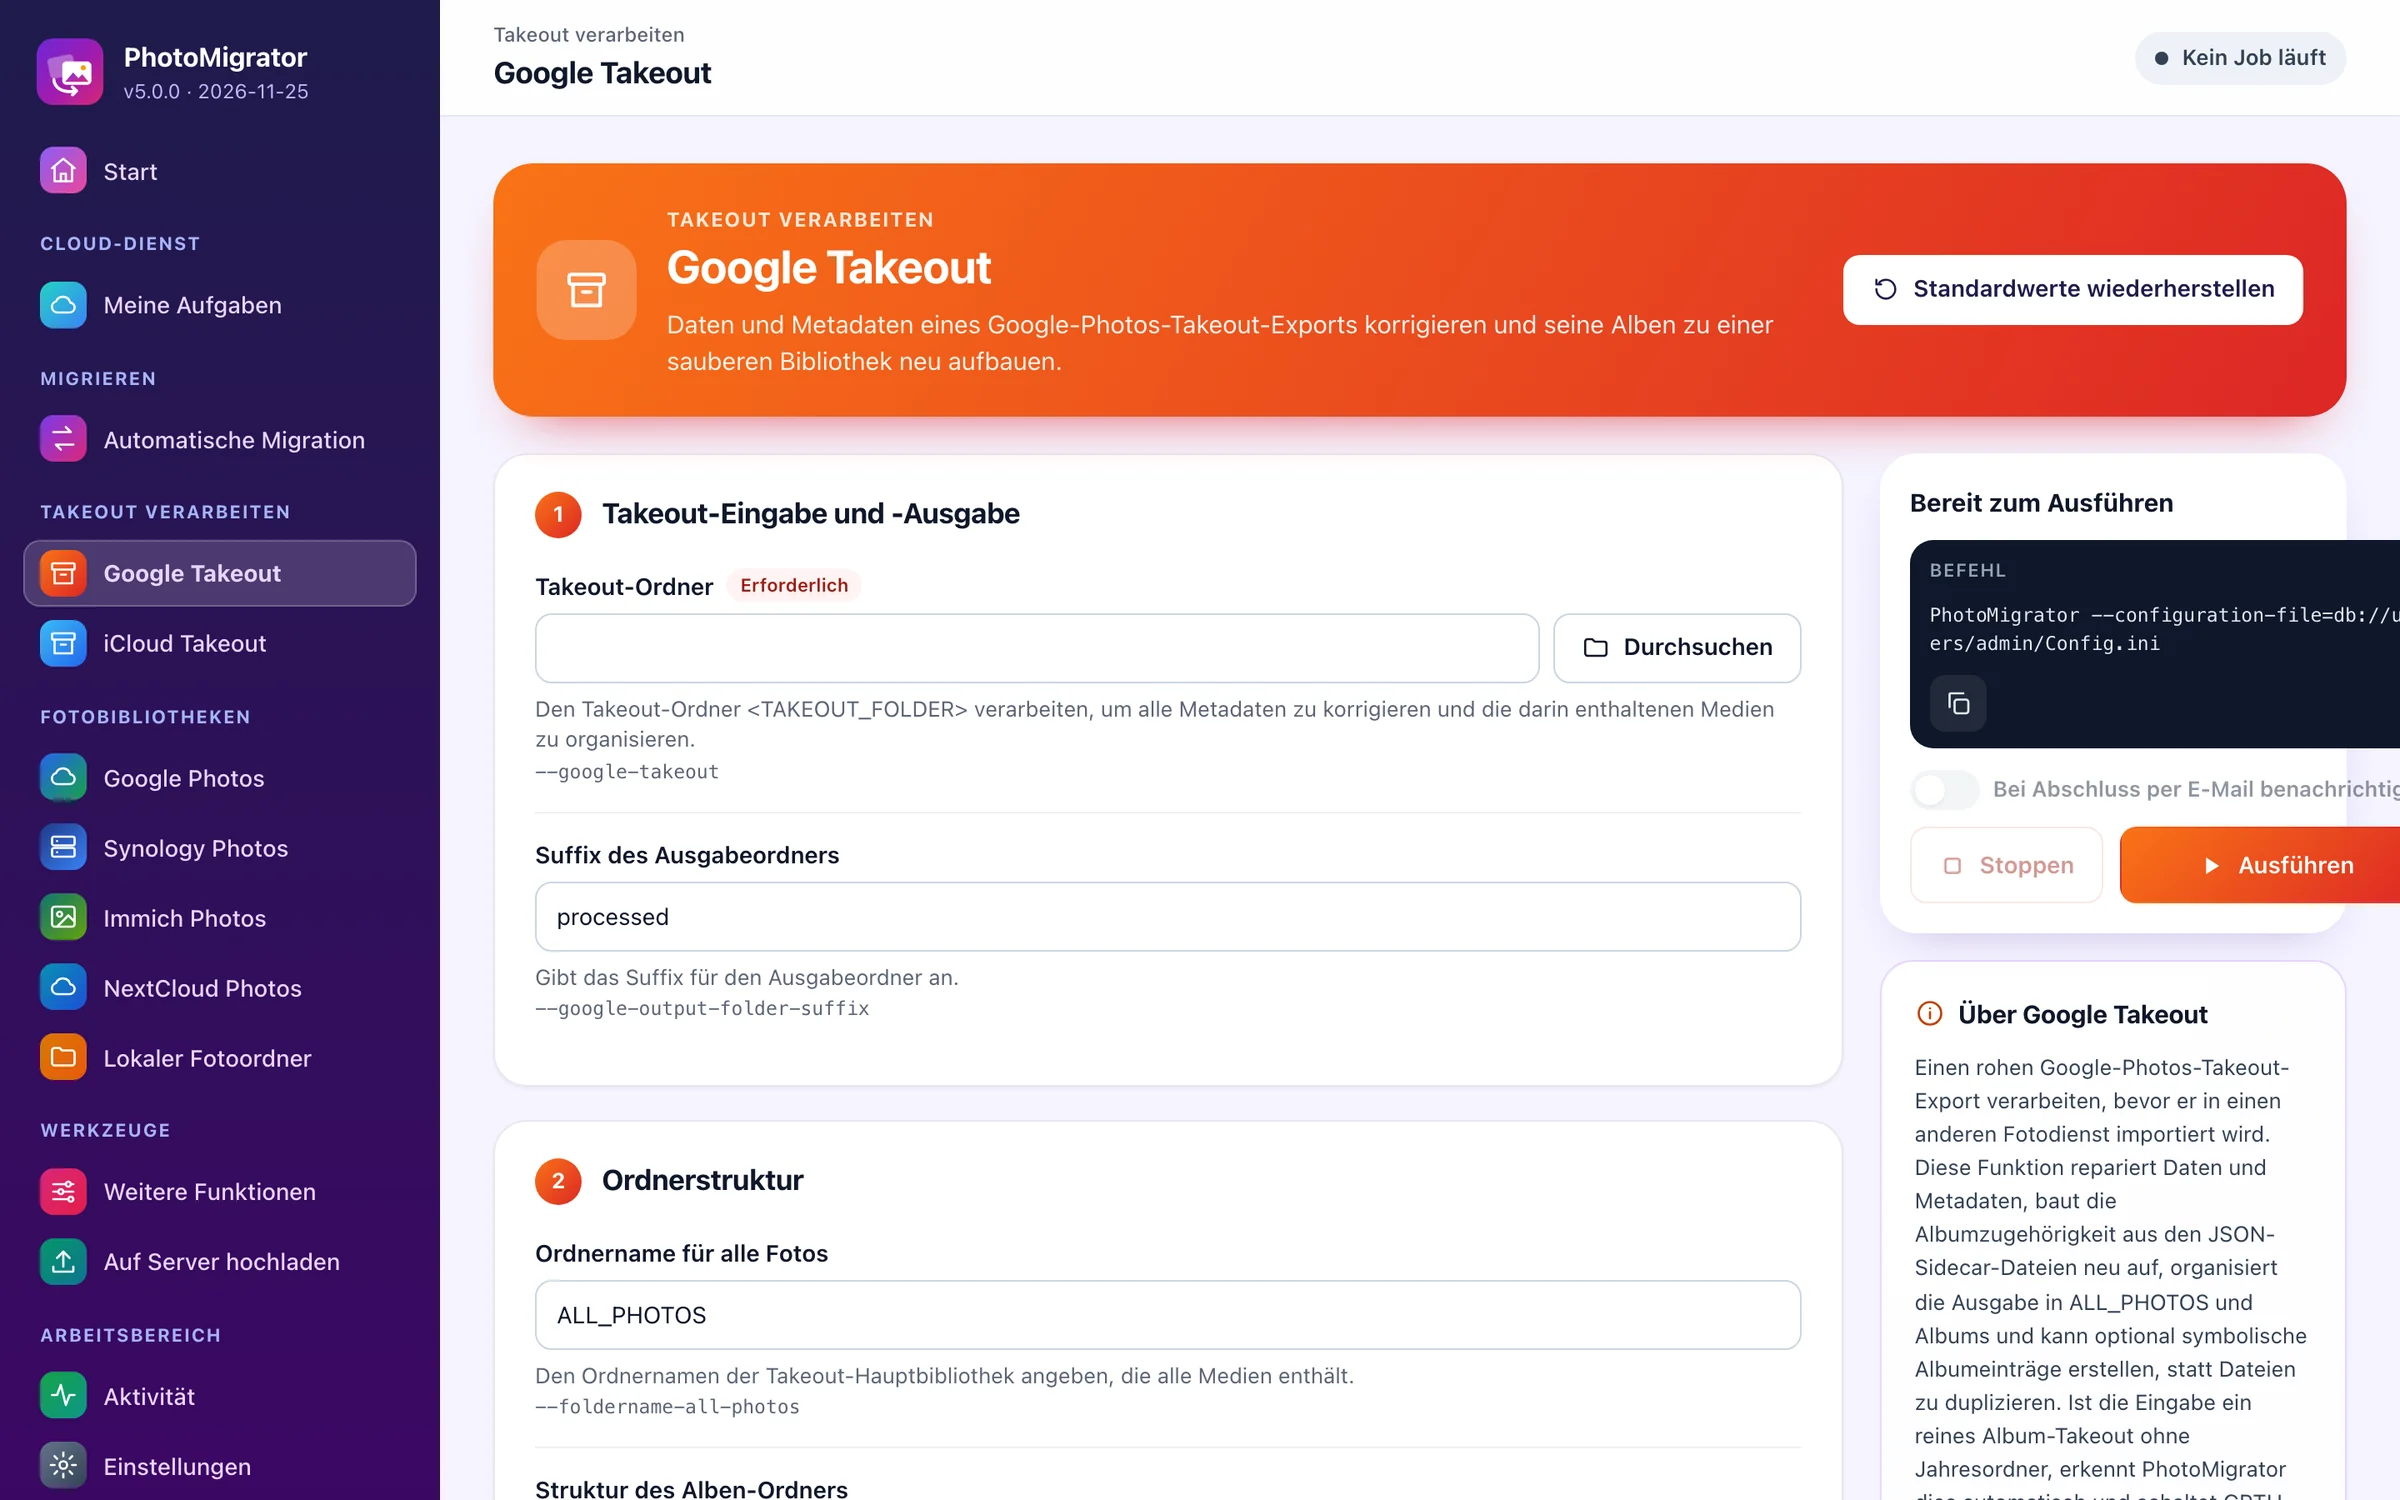 PhotoMigrator
v5.0.0 · 2026-11-25
Start
CLOUD-DIENST
Meine Aufgaben
MIGRIEREN
Automatische Migration
TAKEOUT VERARBEITEN
Google Takeout
iCloud Takeout
FOTOBIBLIOTHEKEN
Google Photos
Synology Photos
Immich Photos
NextCloud Photos
Lokaler Fotoordner
WERKZEUGE
Weitere Funktionen
Auf Server hochladen
ARBEITSBEREICH
Aktivität
Einstellungen
Takeout verarbeiten
Google Takeout
Kein Job läuft
TAKEOUT VERARBEITEN
Google Takeout
Daten und Metadaten eines Google-Photos-Takeout-Exports korrigieren und seine Alben zu einer
sauberen Bibliothek neu aufbauen.
Standardwerte wiederherstellen
1
Takeout-Eingabe und -Ausgabe
Takeout-Ordner Erforderlich
Durchsuchen
Den Takeout-Ordner <TAKEOUT_FOLDER> verarbeiten, um alle Metadaten zu korrigieren und die darin enthaltenen Medien
zu organisieren.
--google-takeout
Suffix des Ausgabeordners
processed
Gibt das Suffix für den Ausgabeordner an.
--google-output-folder-suffix
2
Ordnerstruktur
Ordnername für alle Fotos
ALL_PHOTOS
Den Ordnernamen der Takeout-Hauptbibliothek angeben, die alle Medien enthält.
--foldername-all-photos
Struktur des Alben-Ordners
Bereit zum Ausführen
BEFEHL
PhotoMigrator --configuration-file=db://u
ers/admin/Config.ini
Bei Abschluss per E-Mail benachrichtig
Stoppen
Ausführen
Über Google Takeout
Einen rohen Google-Photos-Takeout-
Export verarbeiten, bevor er in einen
anderen Fotodienst importiert wird.
Diese Funktion repariert Daten und
Metadaten, baut die
Albumzugehörigkeit aus den JSON-
Sidecar-Dateien neu auf, organisiert
die Ausgabe in ALL_PHOTOS und
Albums und kann optional symbolische
Albumeinträge erstellen, statt Dateien
zu duplizieren. Ist die Eingabe ein
reines Album-Takeout ohne
Jahresordner, erkennt PhotoMigrator